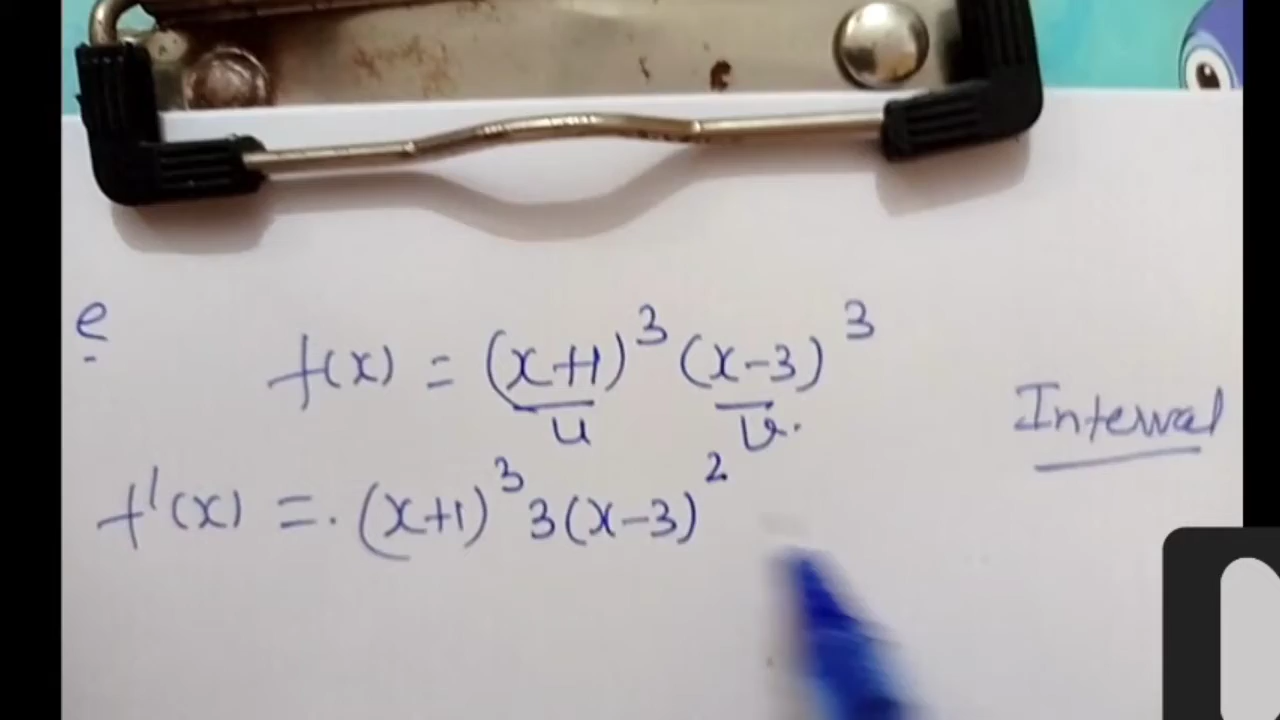 e
f(x) = (x+1)³ (x-3)³
u v.
Interval
f'(x) =. (x+1)³ 3(x-3)²